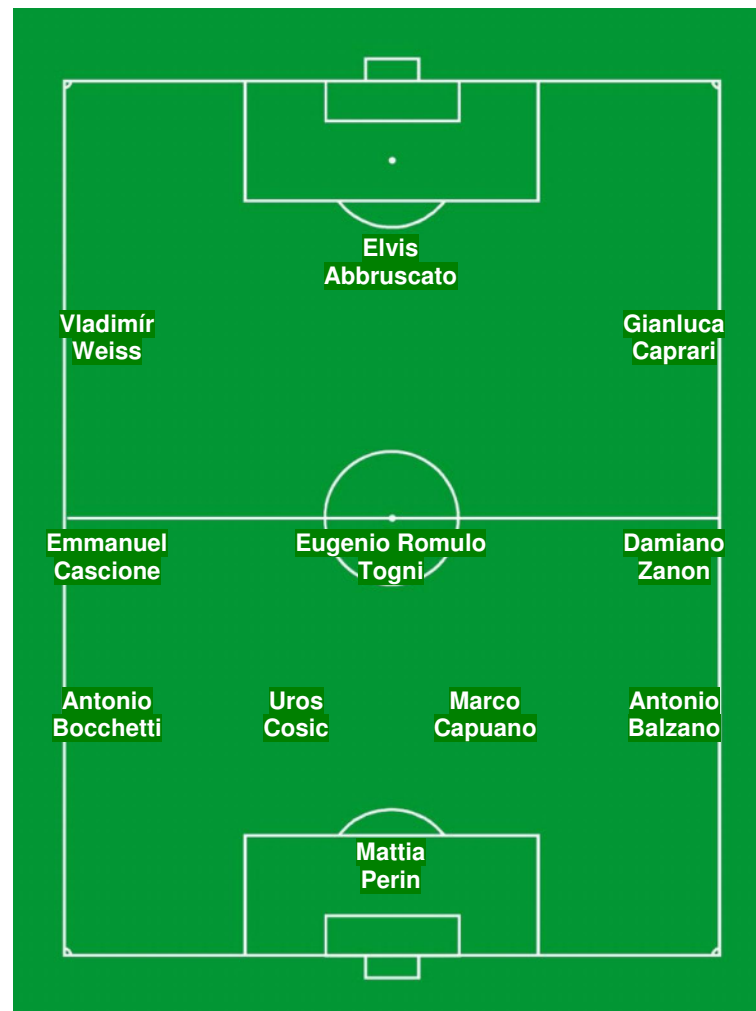 Elvis
Abbruscato
Vladimír
Weiss
Gianluca
Caprari
Emmanuel
Cascione
Eugenio Romulo
Togni
Damiano
Zanon
Antonio
Bocchetti
Uros
Cosic
Marco
Capuano
Antonio
Balzano
Mattia
Perin